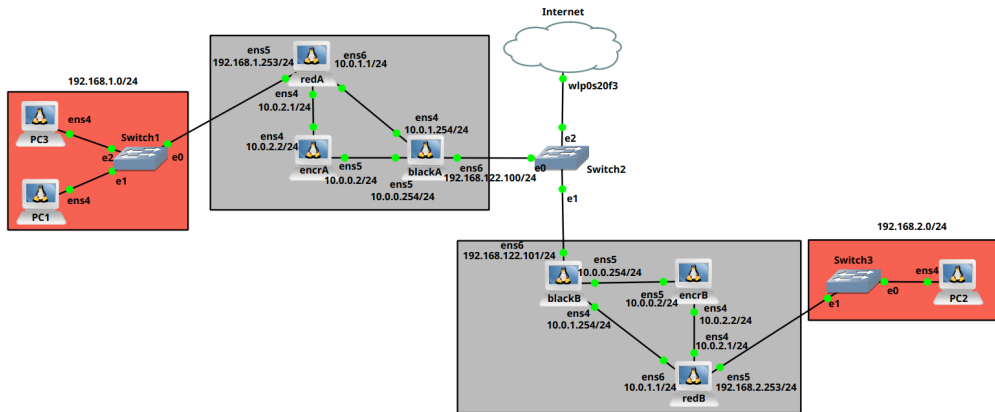 Internet
wlp0s20f3
e2
e0
Switch2
e1
192.168.1.0/24
ens4
PC3
Switch1
e2
e0
e1
ens4
PC1
ens5
192.168.1.253/24
ens6
10.0.1.1/24
redA
ens4
10.0.2.1/24
ens4
10.0.2.2/24
encrA
ens5
10.0.0.2/24
ens4
10.0.1.254/24
blackA
ens5
10.0.0.254/24
ens6
192.168.122.100/24
ens6
192.168.122.101/24
blackB
ens5
10.0.0.254/24
ens4
10.0.1.254/24
ens5
10.0.0.2/24
encrB
ens4
10.0.2.2/24
ens4
10.0.2.1/24
ens6
10.0.1.1/24
redB
ens5
192.168.2.253/24
192.168.2.0/24
Switch3
e1
e0
ens4
PC2